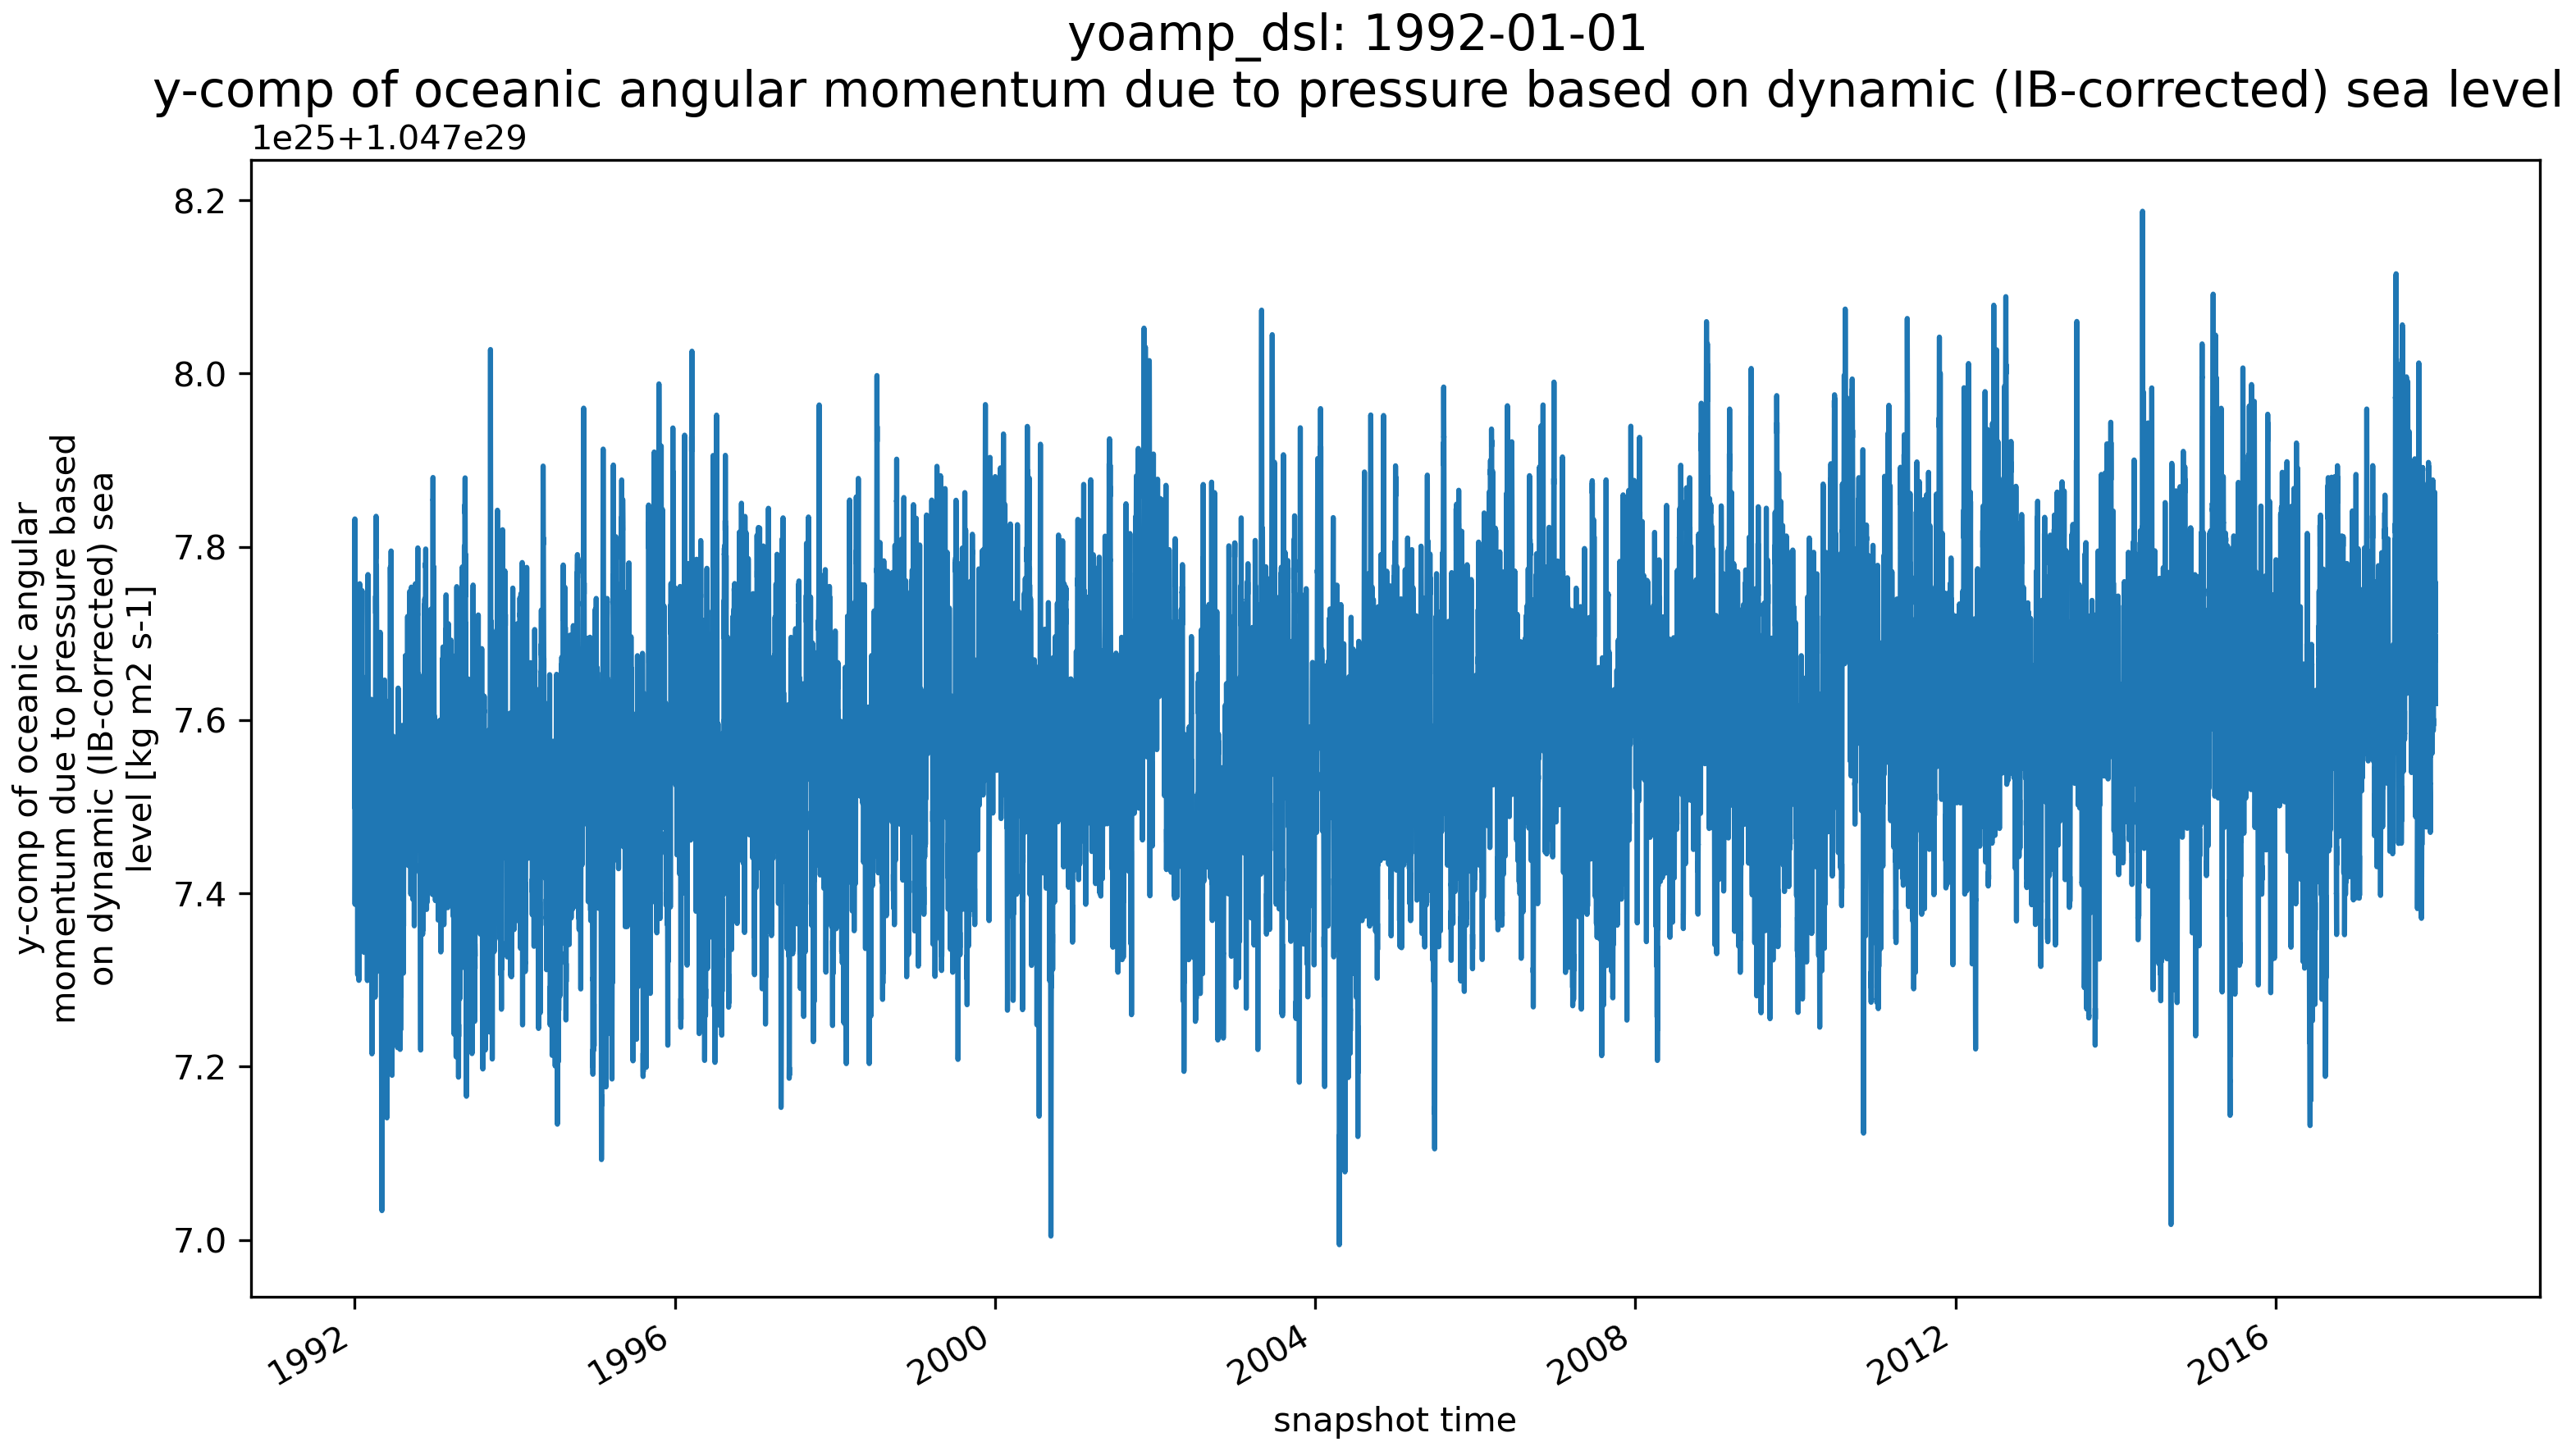 yoamp_dsl: 1992-01-01
y-comp of oceanic angular momentum due to pressure based on dynamic (IB-corrected) sea level
1e25+1.047e29
8.2
8.0
7.8
7.6
7.4
7.2
7.0
y-comp of oceanic angular
momentum due to pressure based
on dynamic (IB-corrected) sea
level [kg m2 s-1]
1992
1996
2000
2004
2008
2012
2016
snapshot time